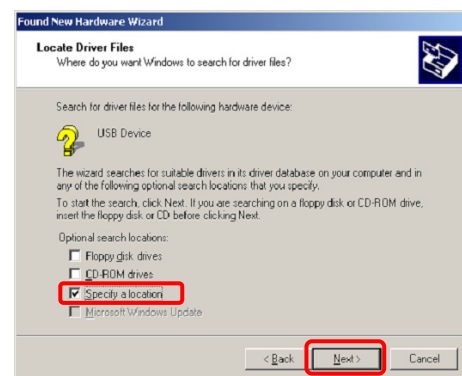 Found New Hardware Wizard
Locate Driver Files
Where do you want Windows to search for driver files?
Search for driver files for the following hardware device:
USB Device
The wizard searches for suitable drivers in its driver database on your computer and in
any of the following optional search locations that you specify.
To start the search, click Next. If you are searching on a floppy disk or CD-ROM drive,
insert the floppy disk or CD before clicking Next.
Optional search locations:
Floppy disk drives
CD-ROM drives
Specify a location
Microsoft Windows Update
< Back Next > Cancel